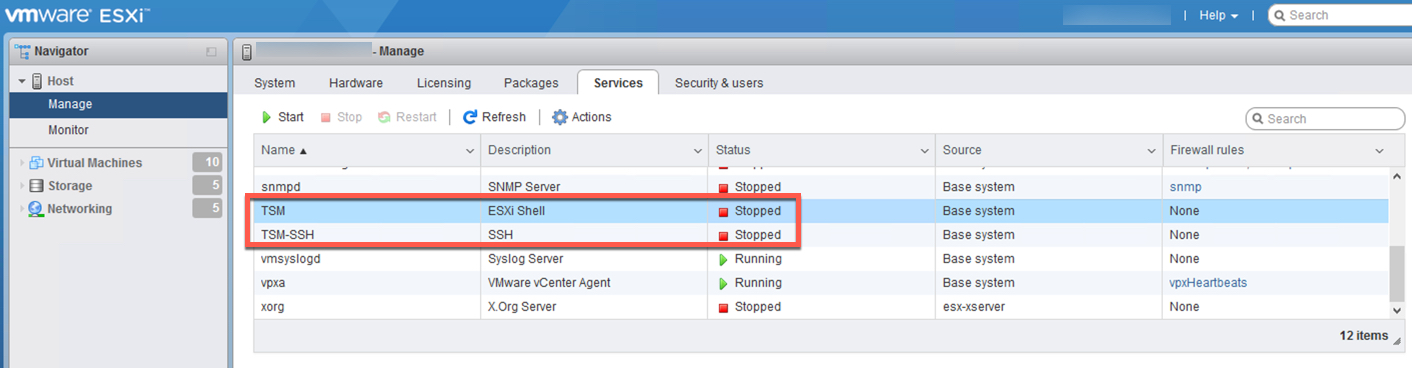 vmware ESXi™
Help
Search
Navigator
- Manage
Host
Manage
Monitor
Virtual Machines 10
Storage 5
Networking 5
System Hardware Licensing Packages Services Security & users
Start Stop Restart Refresh Actions
Search
Name Description Status Source Firewall rules
snmpd SNMP Server Stopped Base system snmp
TSM ESXi Shell Stopped Base system None
TSM-SSH SSH Stopped Base system None
vmsyslogd Syslog Server Running Base system None
vpxa VMware vCenter Agent Running Base system vpxHeartbeats
xorg X.Org Server Stopped esx-xserver None
12 items